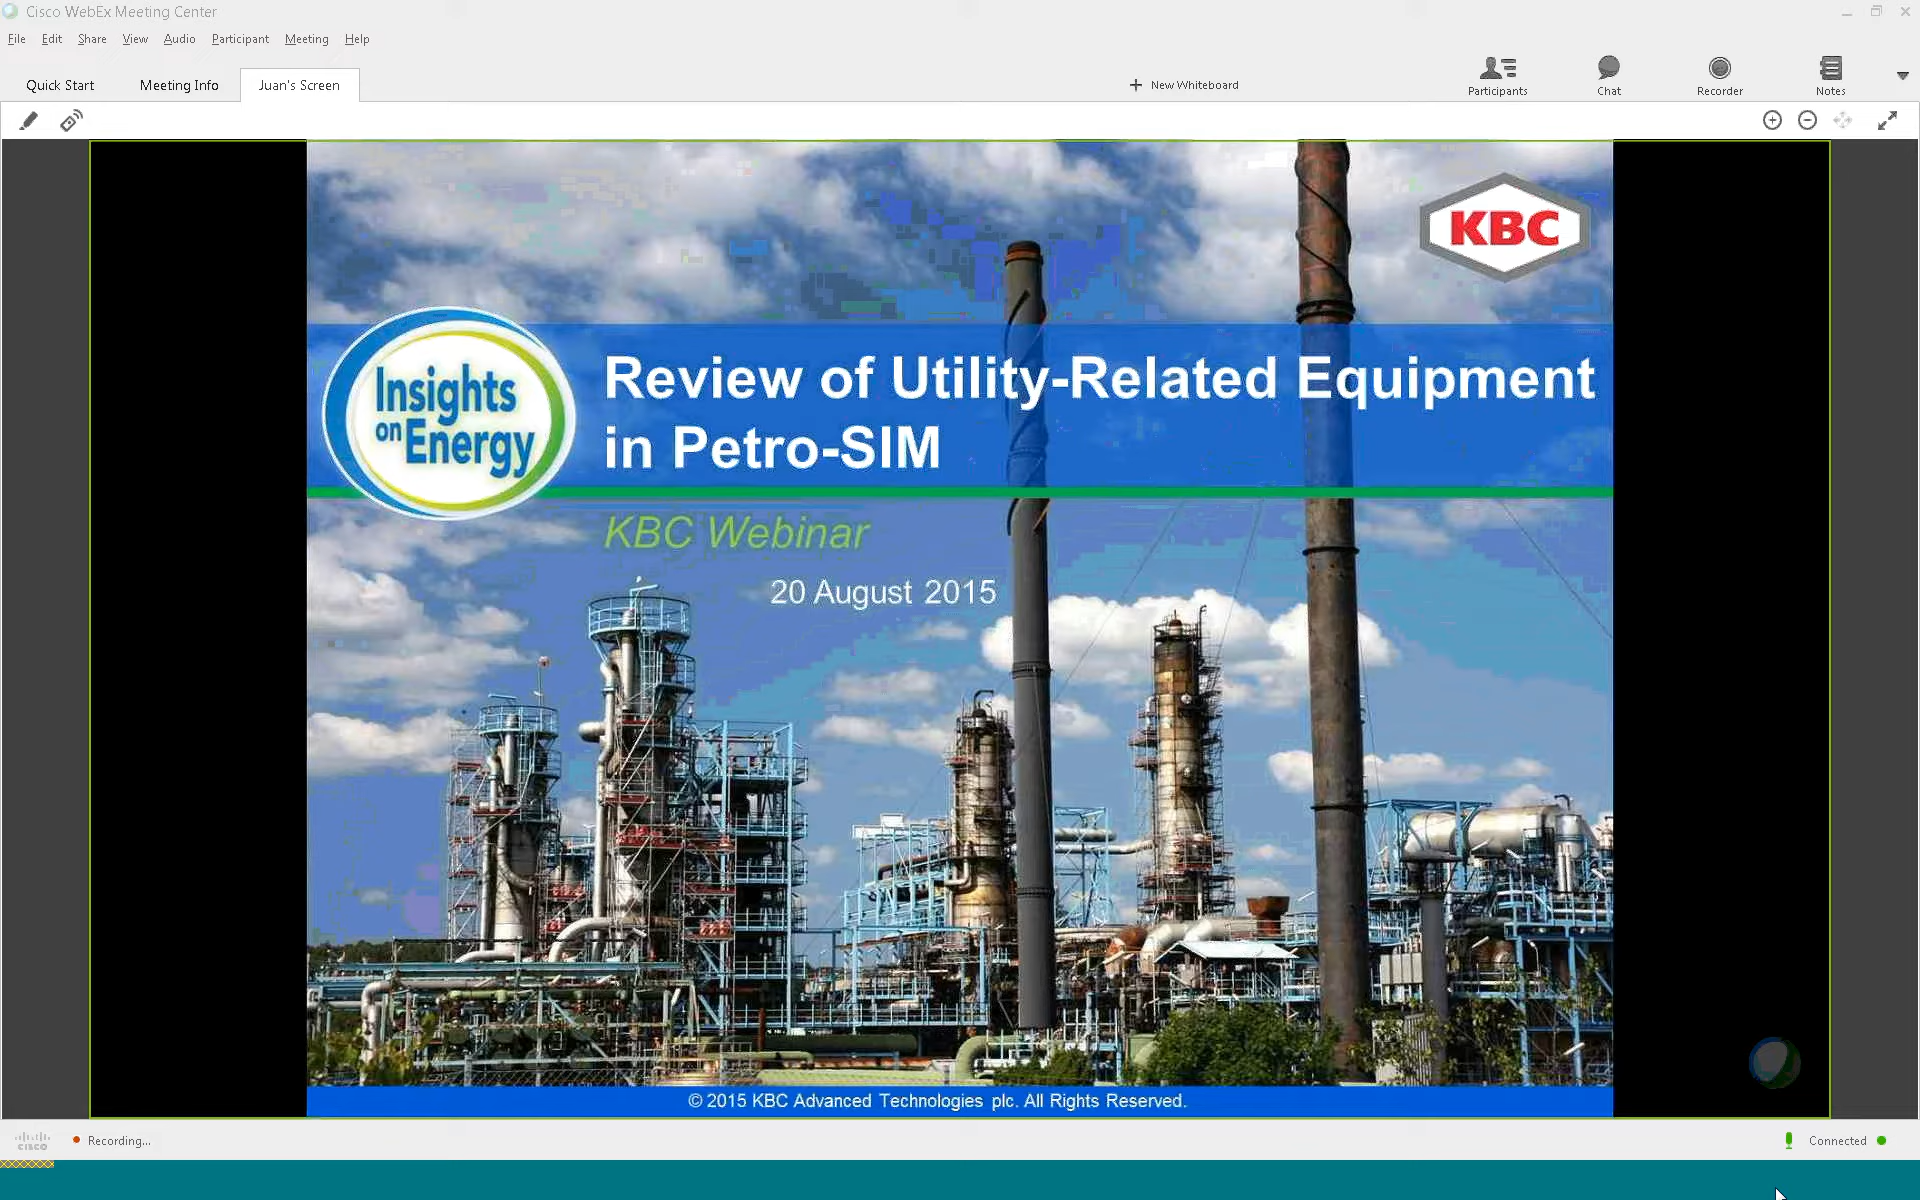 Cisco WebEx Meeting Center
File Edit Share View Audio Participant Meeting Help
Quick Start Meeting Info Juan's Screen New Whiteboard Participants Chat Recorder Notes
KBC
Insights
on Energy
Review of Utility-Related Equipment
in Petro-SIM
KBC Webinar
20 August 2015
© 2015 KBC Advanced Technologies plc. All Rights Reserved.
cisco Recording... Connected